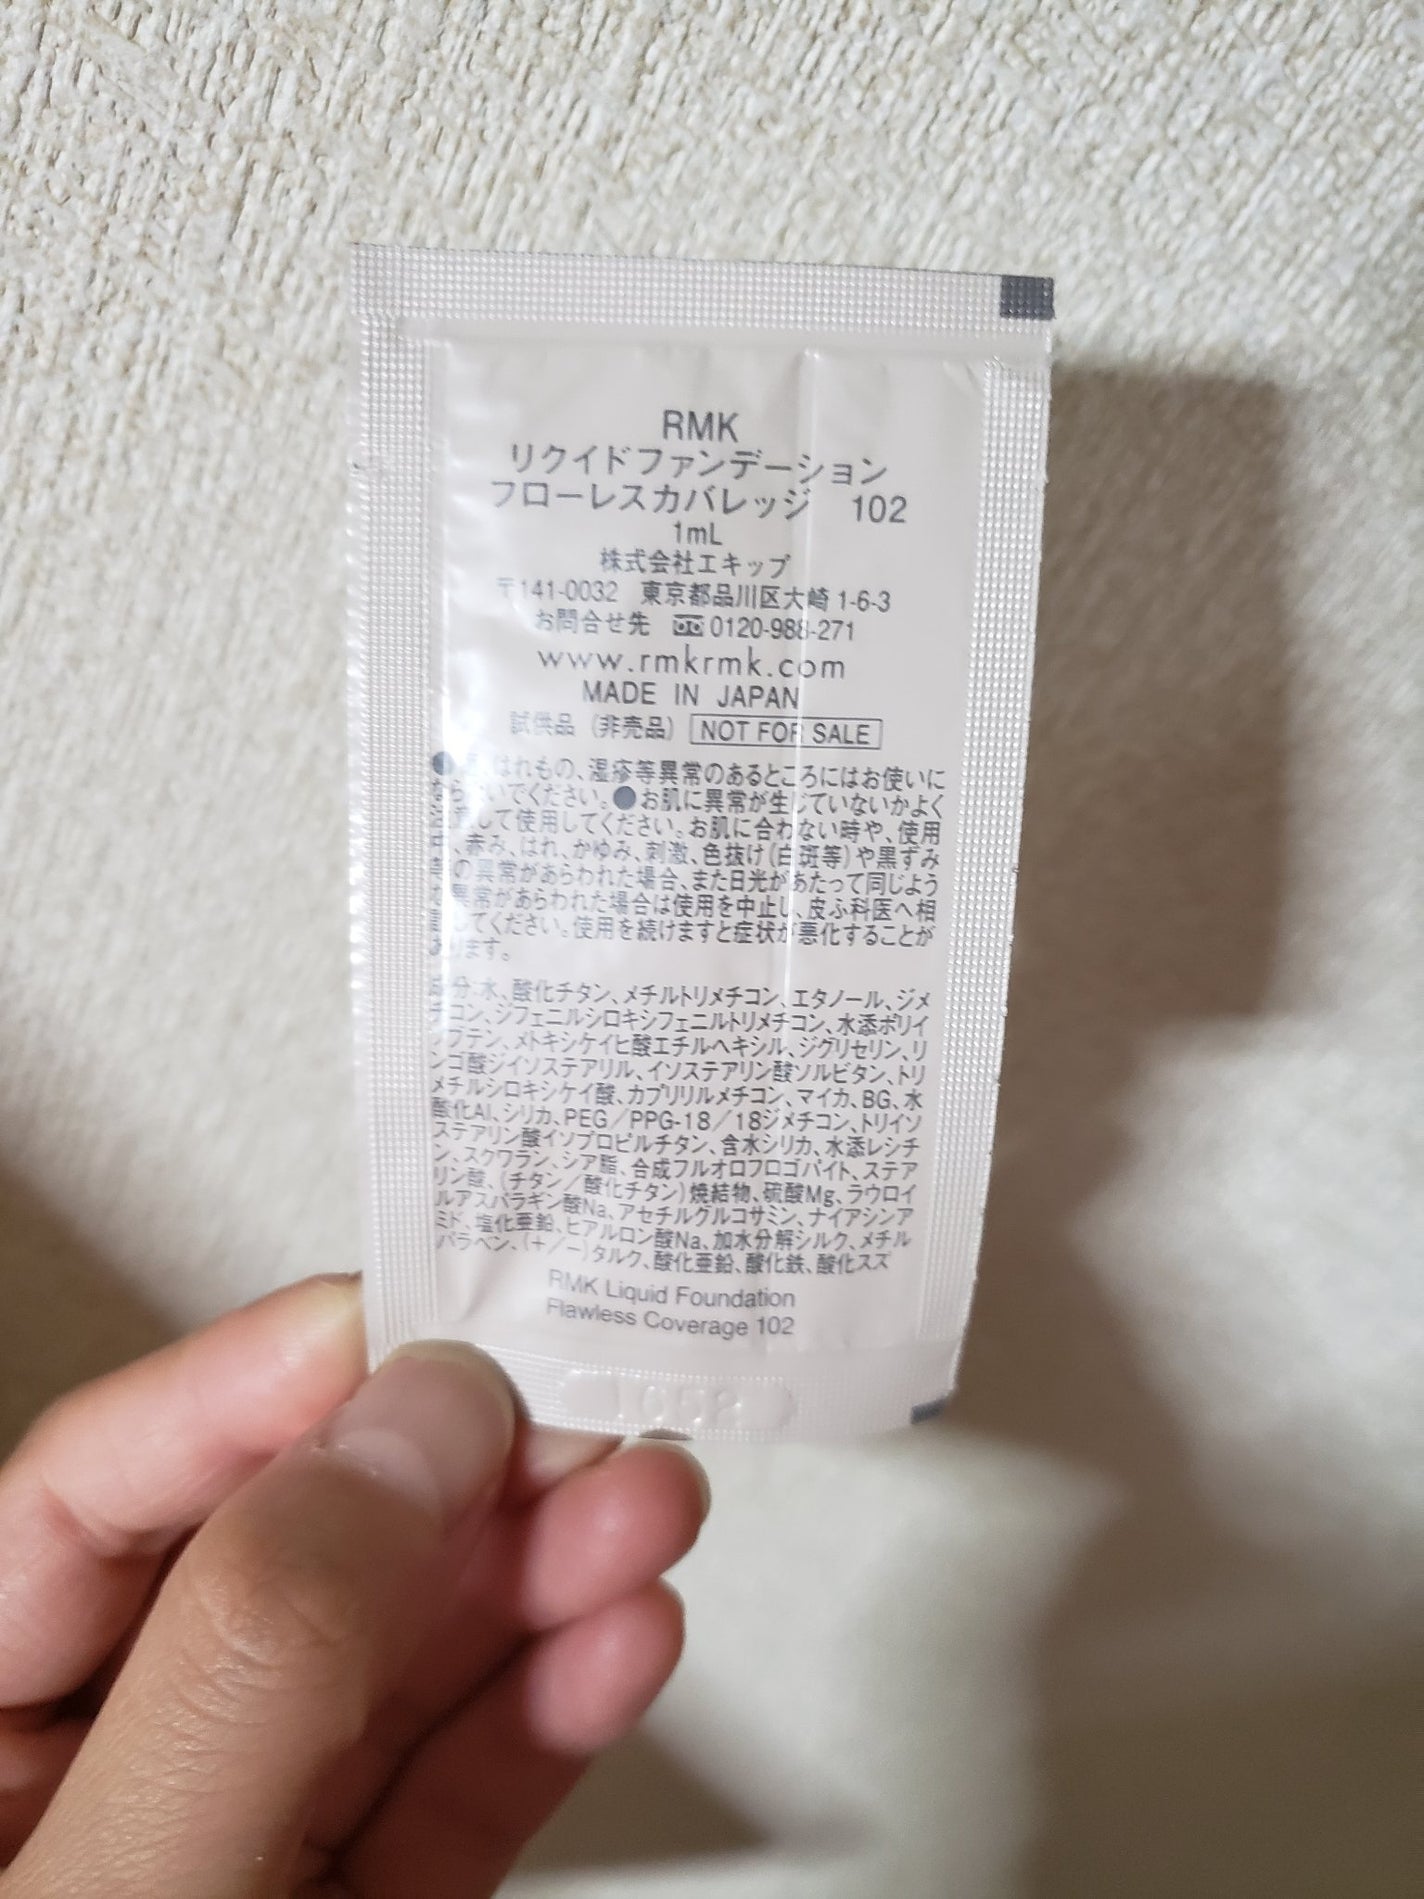 RMK
リクイドファンデーション
フローレスカバレッジ 102
1mL
株式会社エキップ
〒141-0032 東京都品川区大崎 1-6-3
お問合せ先 0120-988-271
www.rmkrmk.com
MADE IN JAPAN
試供品(非売品) NOT FOR SALE
● はれもの、湿疹等異常のあるところにはお使いに
ならないでください。●お肌に異常が生じていないかよく
注意して使用してください。お肌に合わない時や、使用
中、赤み、はれ、かゆみ、刺激、色抜け(白斑等)や黒ずみ
等の異常があらわれた場合、また日光があたって同じよう
な異常があらわれた場合は使用を中止し、皮ふ科医へ相
談してください。使用を続けますと症状が悪化することが
あります。
成分:水、酸化チタン、メチルトリメチコン、エタノール、ジメ
チコン、ジフェニルシロキシフェニルトリメチコン、水添ポリイ
ソブテン、メトキシケイヒ酸エチルヘキシル、ジグリセリン、リ
ンゴ酸ジイソステアリル、イソステアリン酸ソルビタン、トリ
メチルシロキシケイ酸、カプリリルメチコン、マイカ、BG、水
酸化Al、シリカ、PEG/PPG-18/18ジメチコン、トリイソ
ステアリン酸イソプロピルチタン、含水シリカ、水添レシチ
ン、スクワラン、シア脂、合成フルオロフロゴパイト、ステア
リン酸、(チタン/酸化チタン)焼結物、硫酸Mg、ラウロイ
ルアスパラギン酸Na、アセチルグルコサミン、ナイアシンア
ミド、塩化亜鉛、ヒアルロン酸Na、加水分解シルク、メチル
パラベン、(+/-)タルク、酸化亜鉛、酸化鉄、酸化スズ
RMK Liquid Foundation
Flawless Coverage 102
1652